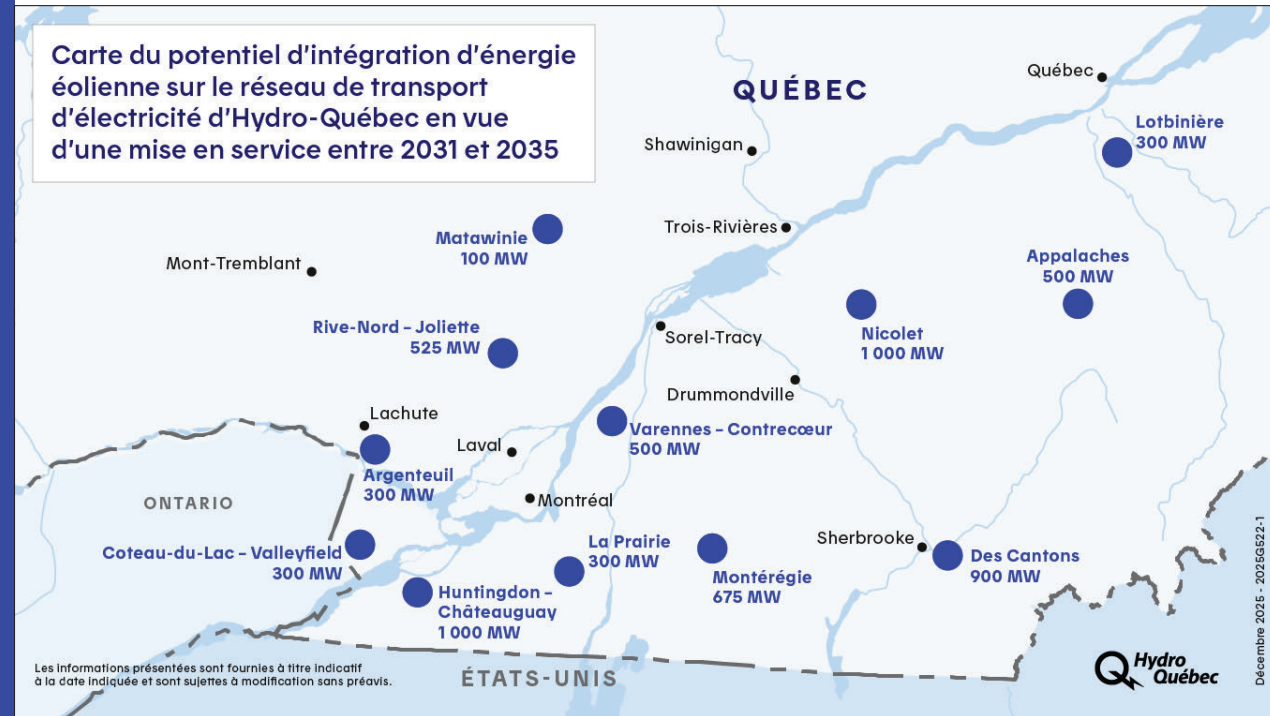 Carte du potentiel d'intégration d'énergie
éolienne sur le réseau de transport
d'électricité d'Hydro-Québec en vue
d'une mise en service entre 2031 et 2035
QUÉBEC
Québec
Lotbinière
300 MW
Shawinigan
Trois-Rivières
Matawinie
100 MW
Mont-Tremblant
Appalaches
500 MW
Rive-Nord – Joliette
525 MW
Sorel-Tracy
Nicolet
1 000 MW
Drummondville
Lachute
Laval
Varennes – Contrecœur
500 MW
Argenteuil
300 MW
ONTARIO
Montréal
Coteau-du-Lac – Valleyfield
300 MW
La Prairie
300 MW
Montérégie
675 MW
Sherbrooke
Des Cantons
900 MW
Huntingdon –
Châteauguay
1 000 MW
Les informations présentées sont fournies à titre indicatif
à la date indiquée et sont sujettes à modification sans préavis.
ÉTATS-UNIS
Hydro
Québec
Décembre 2025 - 2025G522-1